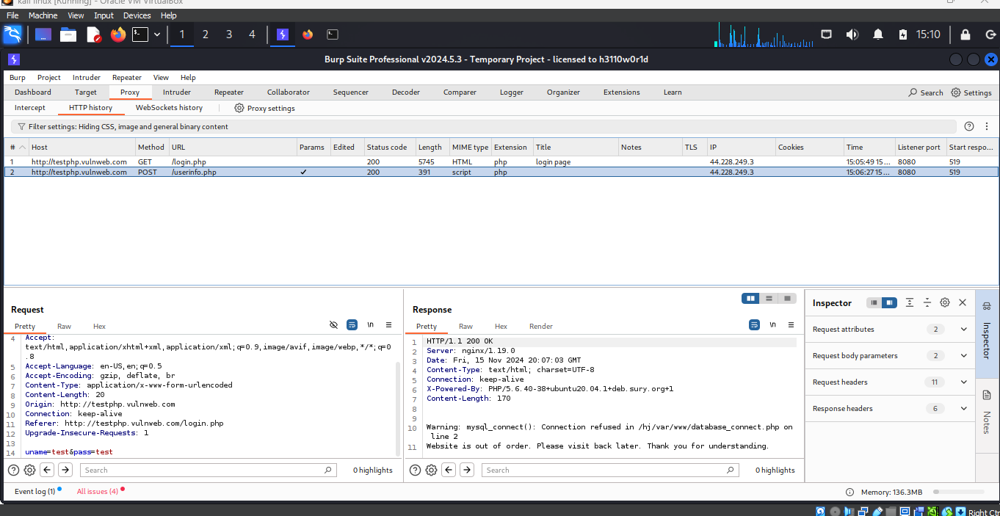 kali linux [Running] - Oracle VM VirtualBox
File Machine View Input Devices Help
1 2 3 4 15:10
Burp Suite Professional v2024.5.3 - Temporary Project - licensed to h3110w0r1d
Burp Project Intruder Repeater View Help
Dashboard Target Proxy Intruder Repeater Collaborator Sequencer Decoder Comparer Logger Organizer Extensions Learn Search Settings
Intercept HTTP history WebSockets history Proxy settings
Filter settings: Hiding CSS, image and general binary content
# Host Method URL Params Edited Status code Length MIME type Extension Title Notes TLS IP Cookies Time Listener port Start respo...
1 http://testphp.vulnweb.com GET /login.php 200 5745 HTML php login page 44.228.249.3 15:05:49 15 ... 8080 519
2 http://testphp.vulnweb.com POST /userinfo.php ✓ 200 391 script php 44.228.249.3 15:06:27 15 ... 8080 519
Request
Pretty Raw Hex \n
4 Accept:
text/html,application/xhtml+xml,application/xml;q=0.9,image/avif,image/webp,*/*;q=0
.8
5 Accept-Language: en-US,en;q=0.5
6 Accept-Encoding: gzip, deflate, br
7 Content-Type: application/x-www-form-urlencoded
8 Content-Length: 20
9 Origin: http://testphp.vulnweb.com
10 Connection: keep-alive
11 Referer: http://testphp.vulnweb.com/login.php
12 Upgrade-Insecure-Requests: 1
13
14 uname=test&pass=test
Search 0 highlights
Response
Pretty Raw Hex Render \n
1 HTTP/1.1 200 OK
2 Server: nginx/1.19.0
3 Date: Fri, 15 Nov 2024 20:07:03 GMT
4 Content-Type: text/html; charset=UTF-8
5 Connection: keep-alive
6 X-Powered-By: PHP/5.6.40-38+ubuntu20.04.1+deb.sury.org+1
7 Content-Length: 170
8
9
10 Warning: mysql_connect(): Connection refused in /hj/var/www/database_connect.php on
line 2
11 Website is out of order. Please visit back later. Thank you for understanding.
Search 0 highlights
Inspector
Request attributes 2
Request body parameters 2
Request headers 11
Response headers 6
Inspector
Notes
Event log (1) All issues (4) Memory: 136.3MB
Right Ctr